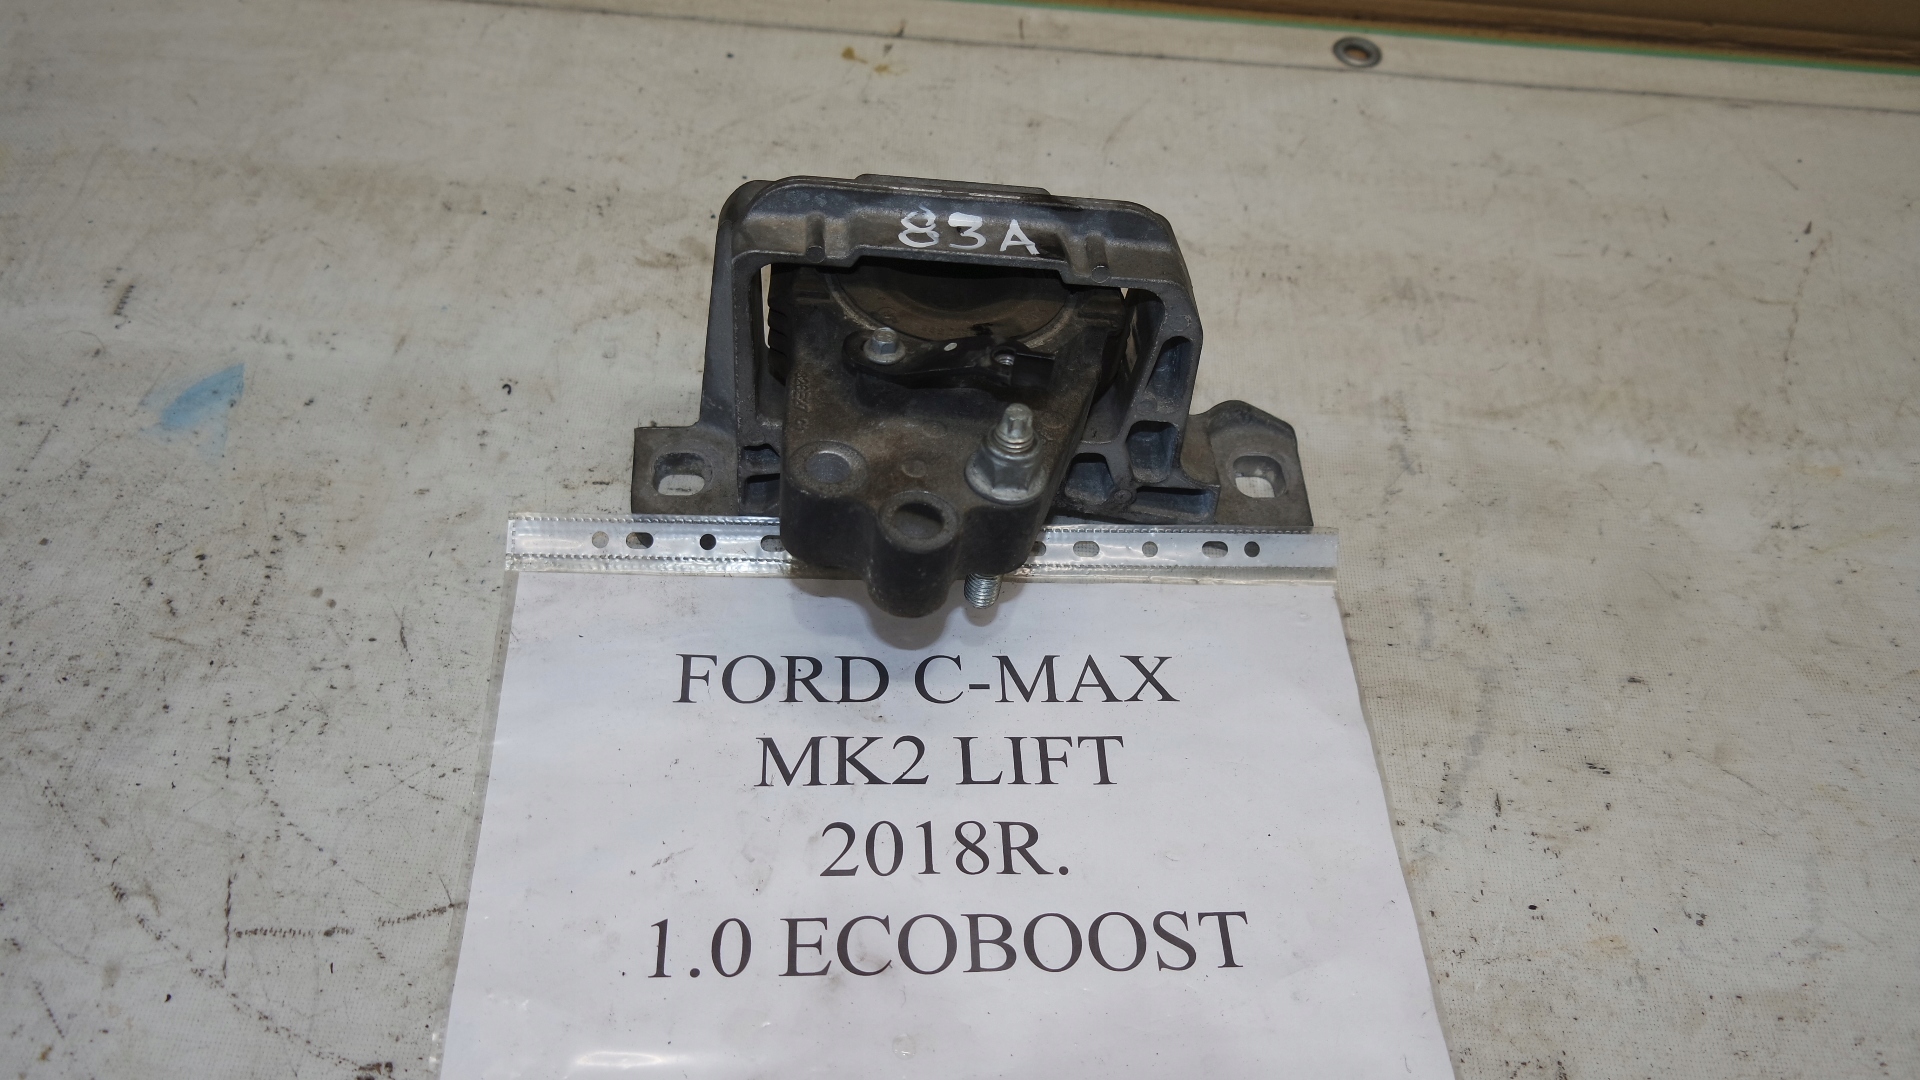 83A
FORD C-MAX
MK2 LIFT
2018R.
1.0 ECOBOOST